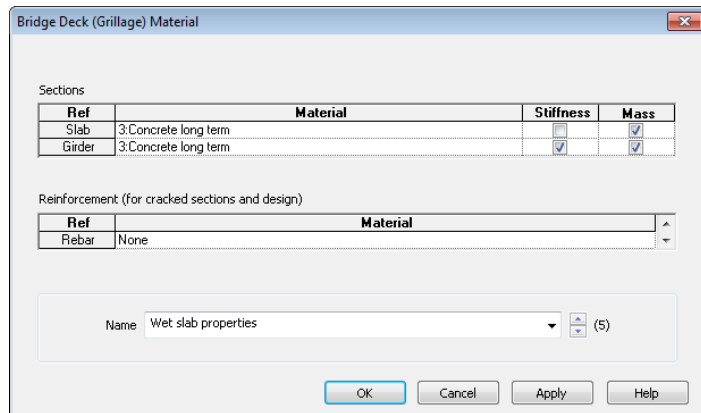 Bridge Deck (Grillage) Material
Sections
Ref Material Stiffness Mass
Slab 3:Concrete long term
Girder 3:Concrete long term
Reinforcement (for cracked sections and design)
Ref Material
Rebar None
Name Wet slab properties (5)
OK Cancel Apply Help